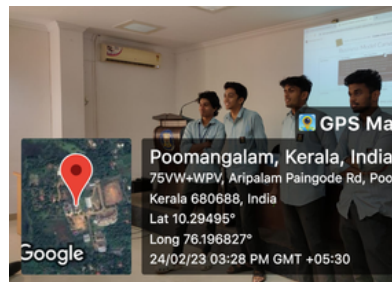 GPS Ma
Poomangalam, Kerala, India
75VW+WPV, Aripalam Paingode Rd, Poo
Kerala 680688, India
Lat 10.29495°
Long 76.196827°
24/02/23 03:28 PM GMT +05:30
Google